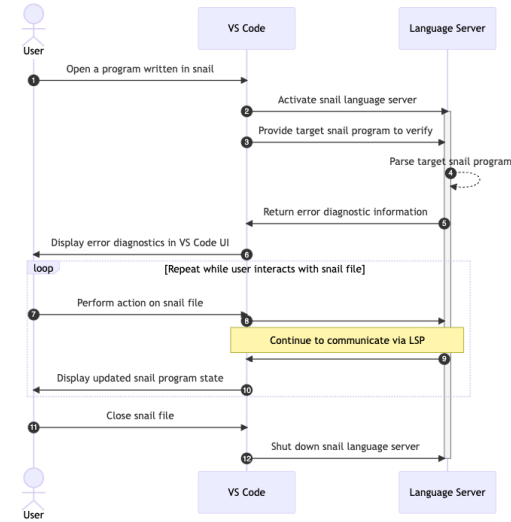 User
VS Code
Language Server
Open a program written in snail
1
Activate snail language server
2
Provide target snail program to verify
3
Parse target snail program
4
Return error diagnostic information
5
Display error diagnostics in VS Code UI
6
loop
[Repeat while user interacts with snail file]
Perform action on snail file
7
8
Continue to communicate via LSP
9
Display updated snail program state
10
Close snail file
11
Shut down snail language server
12
User
VS Code
Language Server